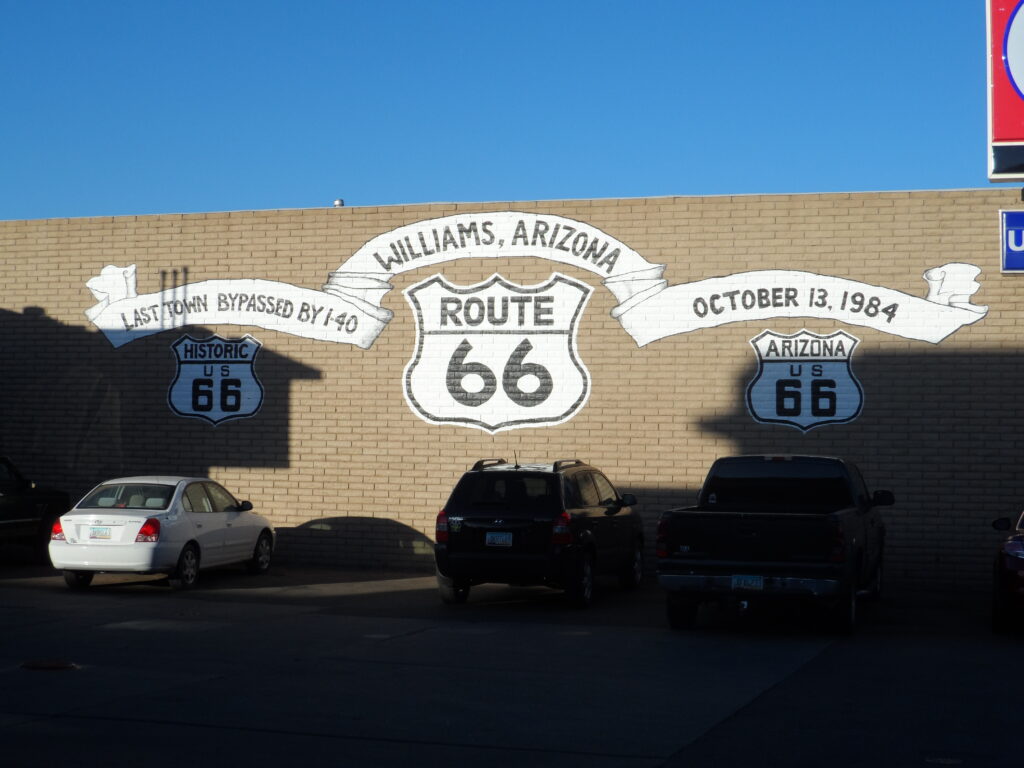 WILLIAMS, ARIZONA
LAST TOWN BYPASSED BY I-40
OCTOBER 13, 1984
ROUTE
66
HISTORIC
US
66
ARIZONA
US
66
U